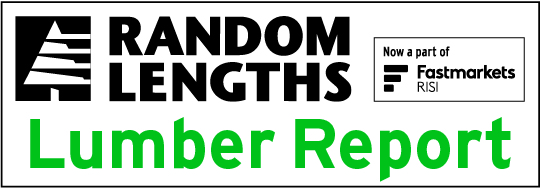 RANDOM
LENGTHS
Now a part of
Fastmarkets
RISI
Lumber Report